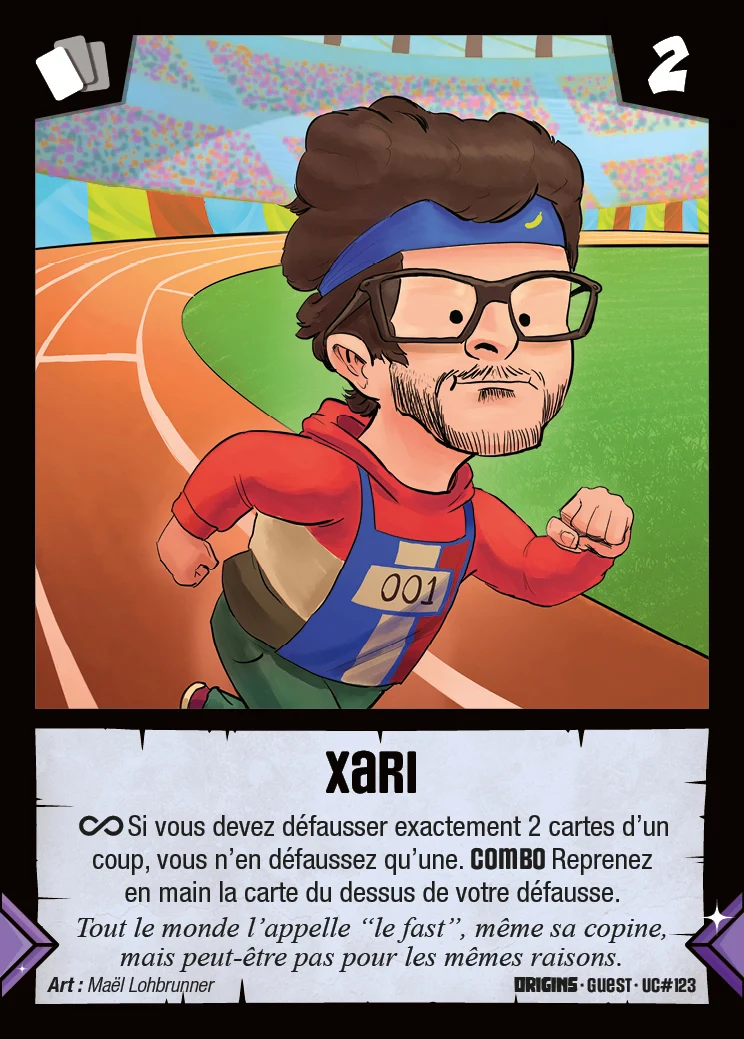 2
001
XARI
∞ Si vous devez défausser exactement 2 cartes d’un
coup, vous n’en défaussez qu’une. COMBO Reprenez
en main la carte du dessus de votre défausse.
Tout le monde l’appelle “le fast”, même sa copine,
mais peut-être pas pour les mêmes raisons.
Art : Maël Lohbrunner
ORIGINS · GUEST · UC#123